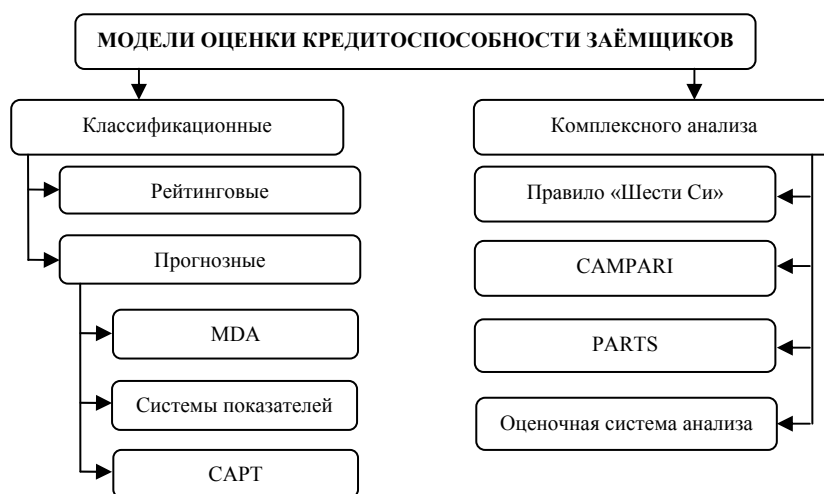 МОДЕЛИ ОЦЕНКИ КРЕДИТОСПОСОБНОСТИ ЗАЁМЩИКОВ
Классификационные
Рейтинговые
Прогнозные
MDA
Системы показателей
CAPT
Комплексного анализа
Правило «Шести Си»
CAMPARI
PARTS
Оценочная система анализа